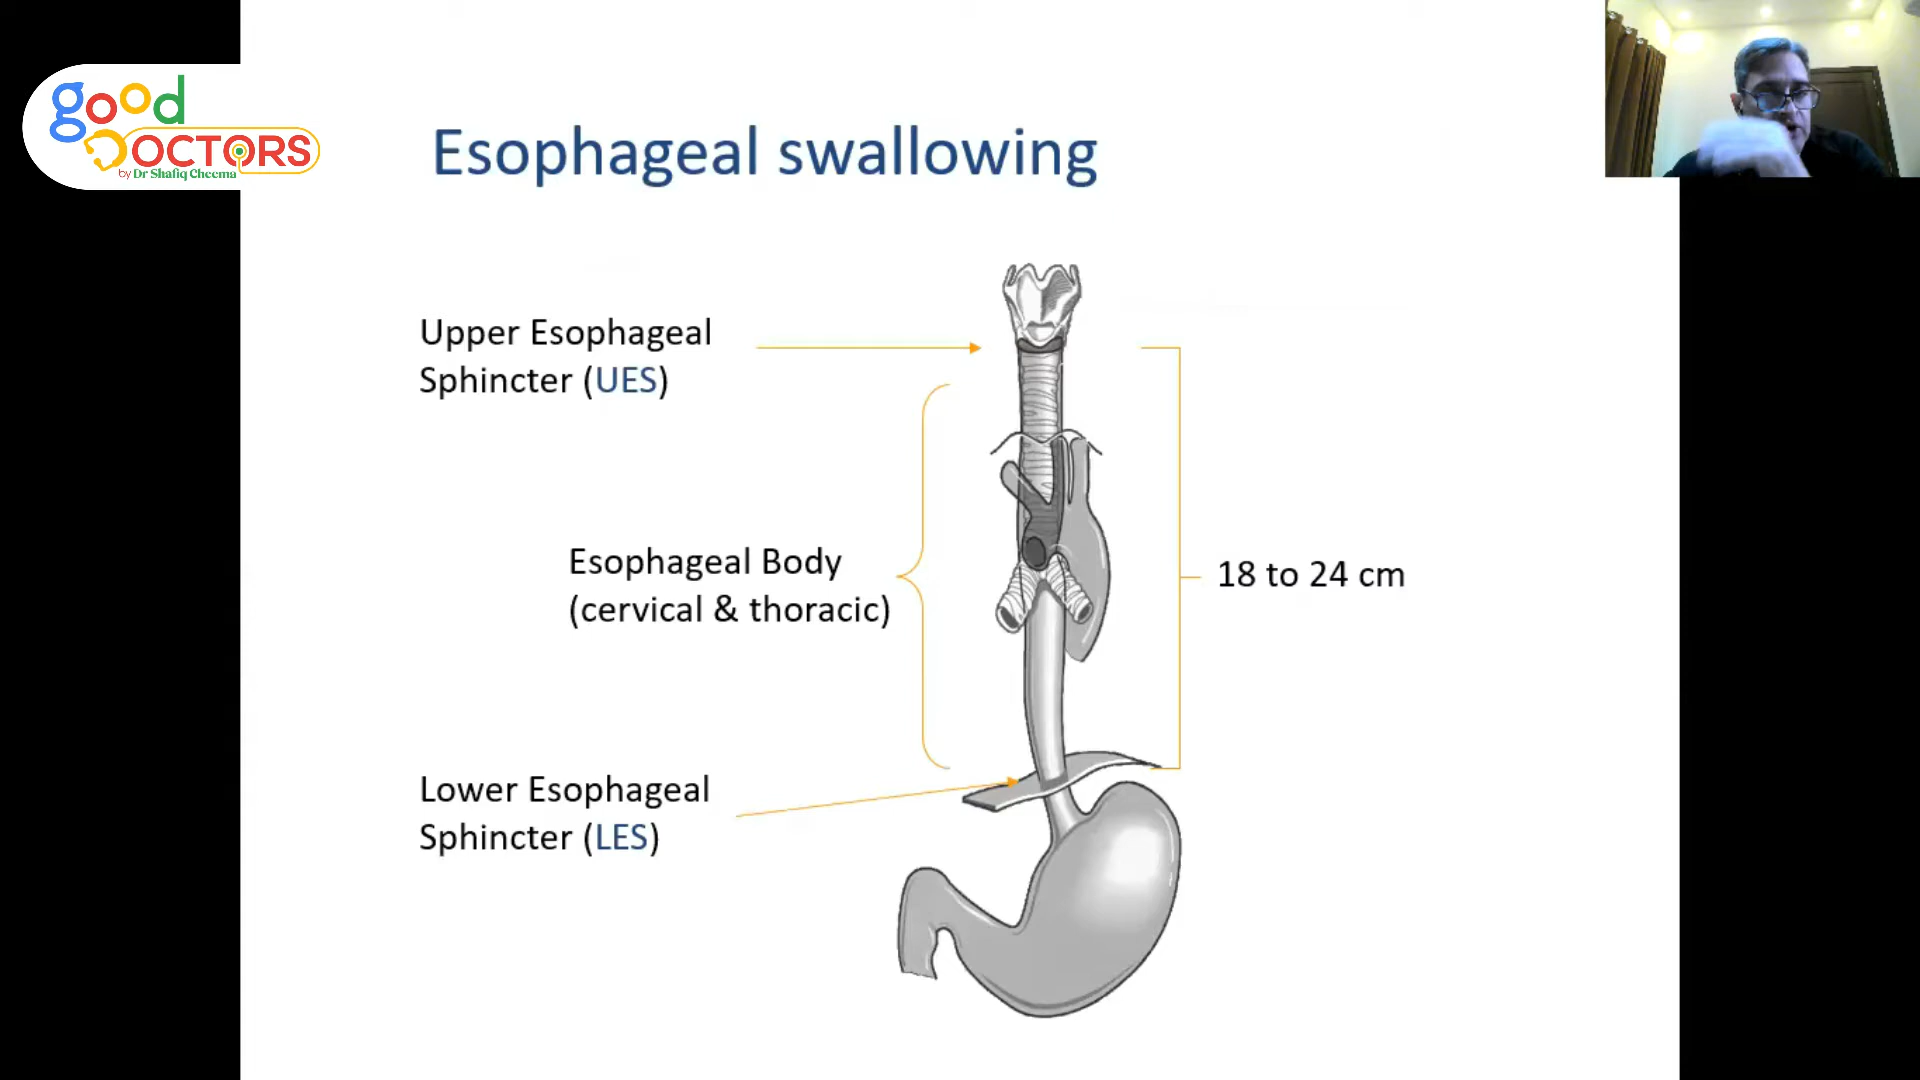 good
DOCTORS
by Dr Shafiq Cheema
Esophageal swallowing
Upper Esophageal
Sphincter (UES)
Esophageal Body
(cervical & thoracic)
18 to 24 cm
Lower Esophageal
Sphincter (LES)